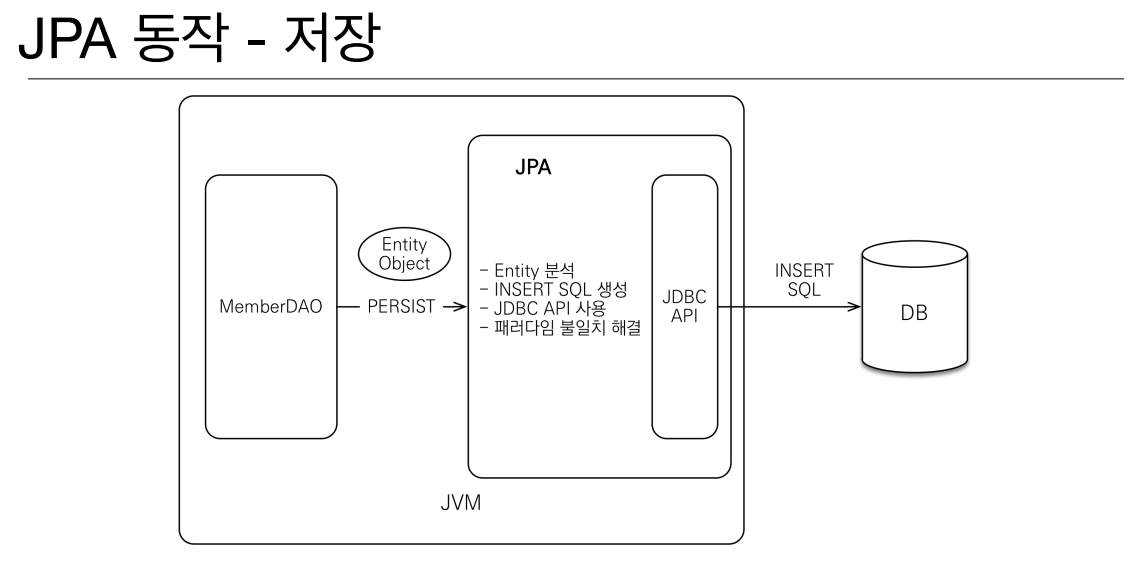 JPA 동작 - 저장
JPA
Entity
Object
MemberDAO
PERSIST
- Entity 분석
- INSERT SQL 생성
- JDBC API 사용
- 패러다임 불일치 해결
JDBC
API
INSERT
SQL
DB
JVM